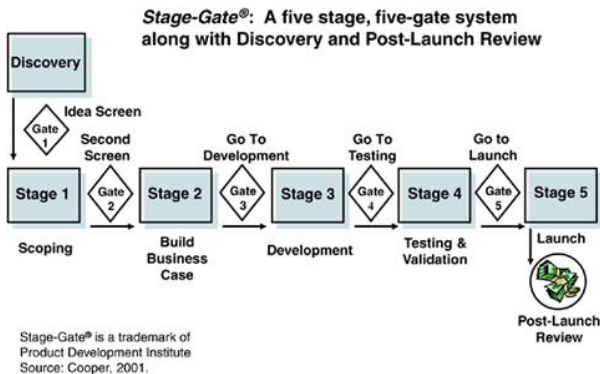 Stage-Gate®: A five stage, five-gate system
along with Discovery and Post-Launch Review
Discovery
Idea Screen
Gate
1
Second
Screen
Go To
Development
Go To
Testing
Go to
Launch
Stage 1
Gate
2
Stage 2
Gate
3
Stage 3
Gate
4
Stage 4
Gate
5
Stage 5
Scoping
Build
Business
Case
Development
Testing &
Validation
Launch
Post-Launch
Review
Stage-Gate® is a trademark of
Product Development Institute
Source: Cooper, 2001.